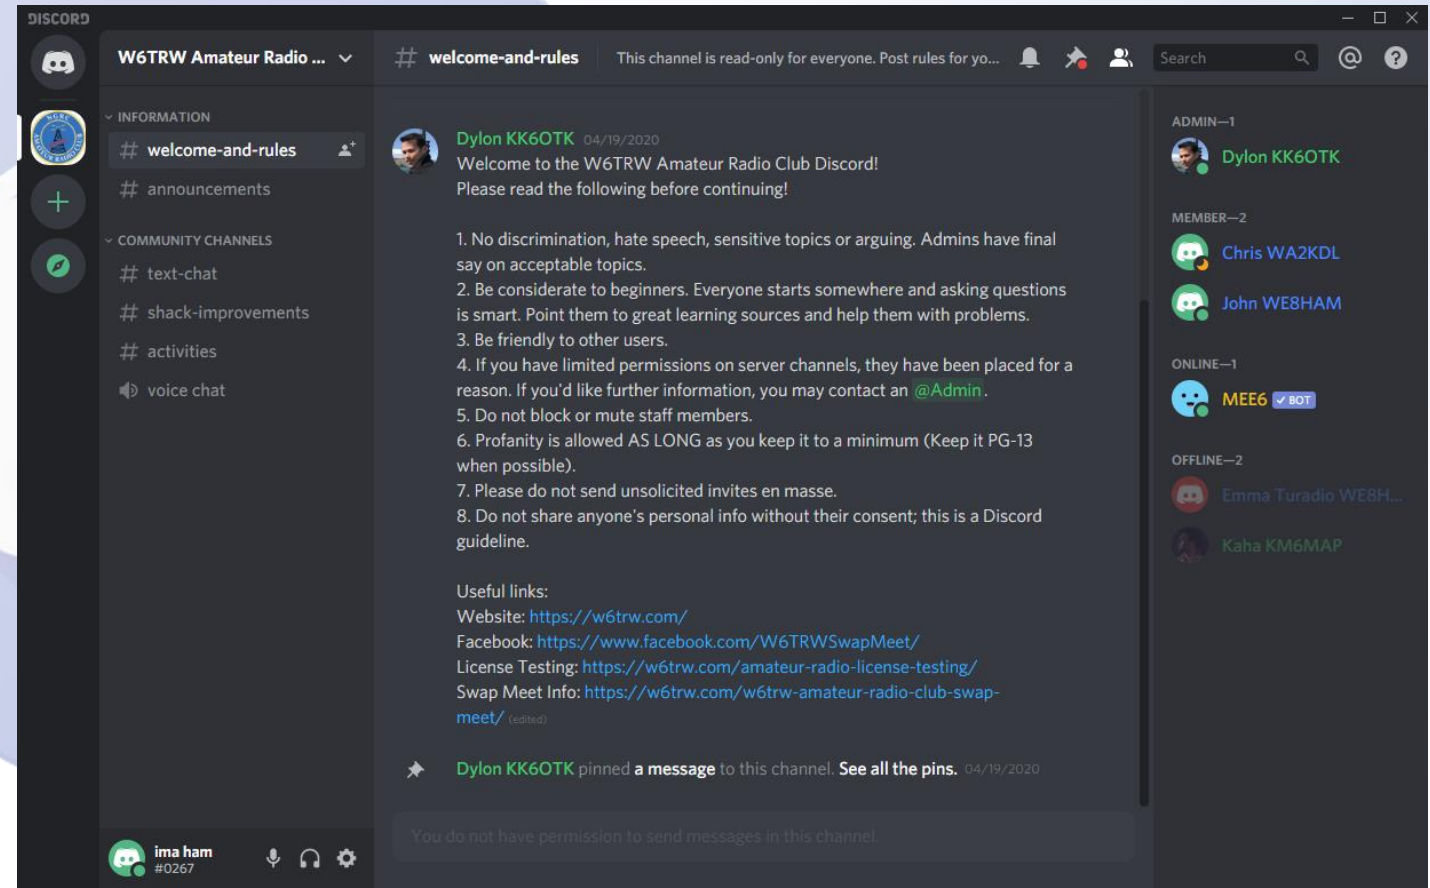 DISCORD
W6TRW Amateur Radio ...
welcome-and-rules
This channel is read-only for everyone. Post rules for yo...
Search
INFORMATION
welcome-and-rules
announcements
COMMUNITY CHANNELS
text-chat
shack-improvements
activities
voice chat
ima ham
#0267
Dylon KK6OTK 04/19/2020
Welcome to the W6TRW Amateur Radio Club Discord!
Please read the following before continuing!
1. No discrimination, hate speech, sensitive topics or arguing. Admins have final
say on acceptable topics.
2. Be considerate to beginners. Everyone starts somewhere and asking questions
is smart. Point them to great learning sources and help them with problems.
3. Be friendly to other users.
4. If you have limited permissions on server channels, they have been placed for a
reason. If you'd like further information, you may contact an @Admin.
5. Do not block or mute staff members.
6. Profanity is allowed AS LONG as you keep it to a minimum (Keep it PG-13
when possible).
7. Please do not send unsolicited invites en masse.
8. Do not share anyone's personal info without their consent; this is a Discord
guideline.
Useful links:
Website: https://w6trw.com/
Facebook: https://www.facebook.com/W6TRWSwapMeet/
License Testing: https://w6trw.com/amateur-radio-license-testing/
Swap Meet Info: https://w6trw.com/w6trw-amateur-radio-club-swap-
meet/ (edited)
Dylon KK6OTK pinned a message to this channel. See all the pins. 04/19/2020
You do not have permission to send messages in this channel.
ADMIN—1
Dylon KK6OTK
MEMBER—2
Chris WA2KDL
John WE8HAM
ONLINE—1
MEE6 ✓ BOT
OFFLINE—2
Emma Turadio WE8H...
Kaha KM6MAP